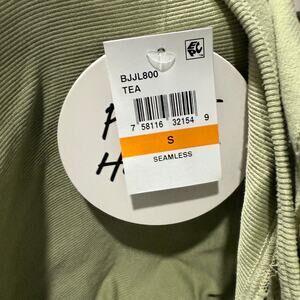 BJJL800
TEA
7 58116 32154 9
S
SEAMLESS